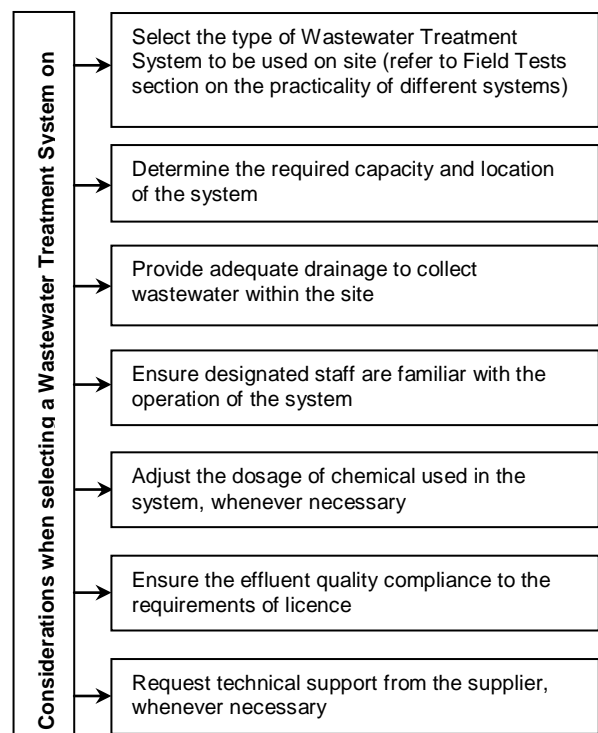 Considerations when selecting a Wastewater Treatment System on
Select the type of Wastewater Treatment
System to be used on site (refer to Field Tests
section on the practicality of different systems)
Determine the required capacity and location
of the system
Provide adequate drainage to collect
wastewater within the site
Ensure designated staff are familiar with the
operation of the system
Adjust the dosage of chemical used in the
system, whenever necessary
Ensure the effluent quality compliance to the
requirements of licence
Request technical support from the supplier,
whenever necessary